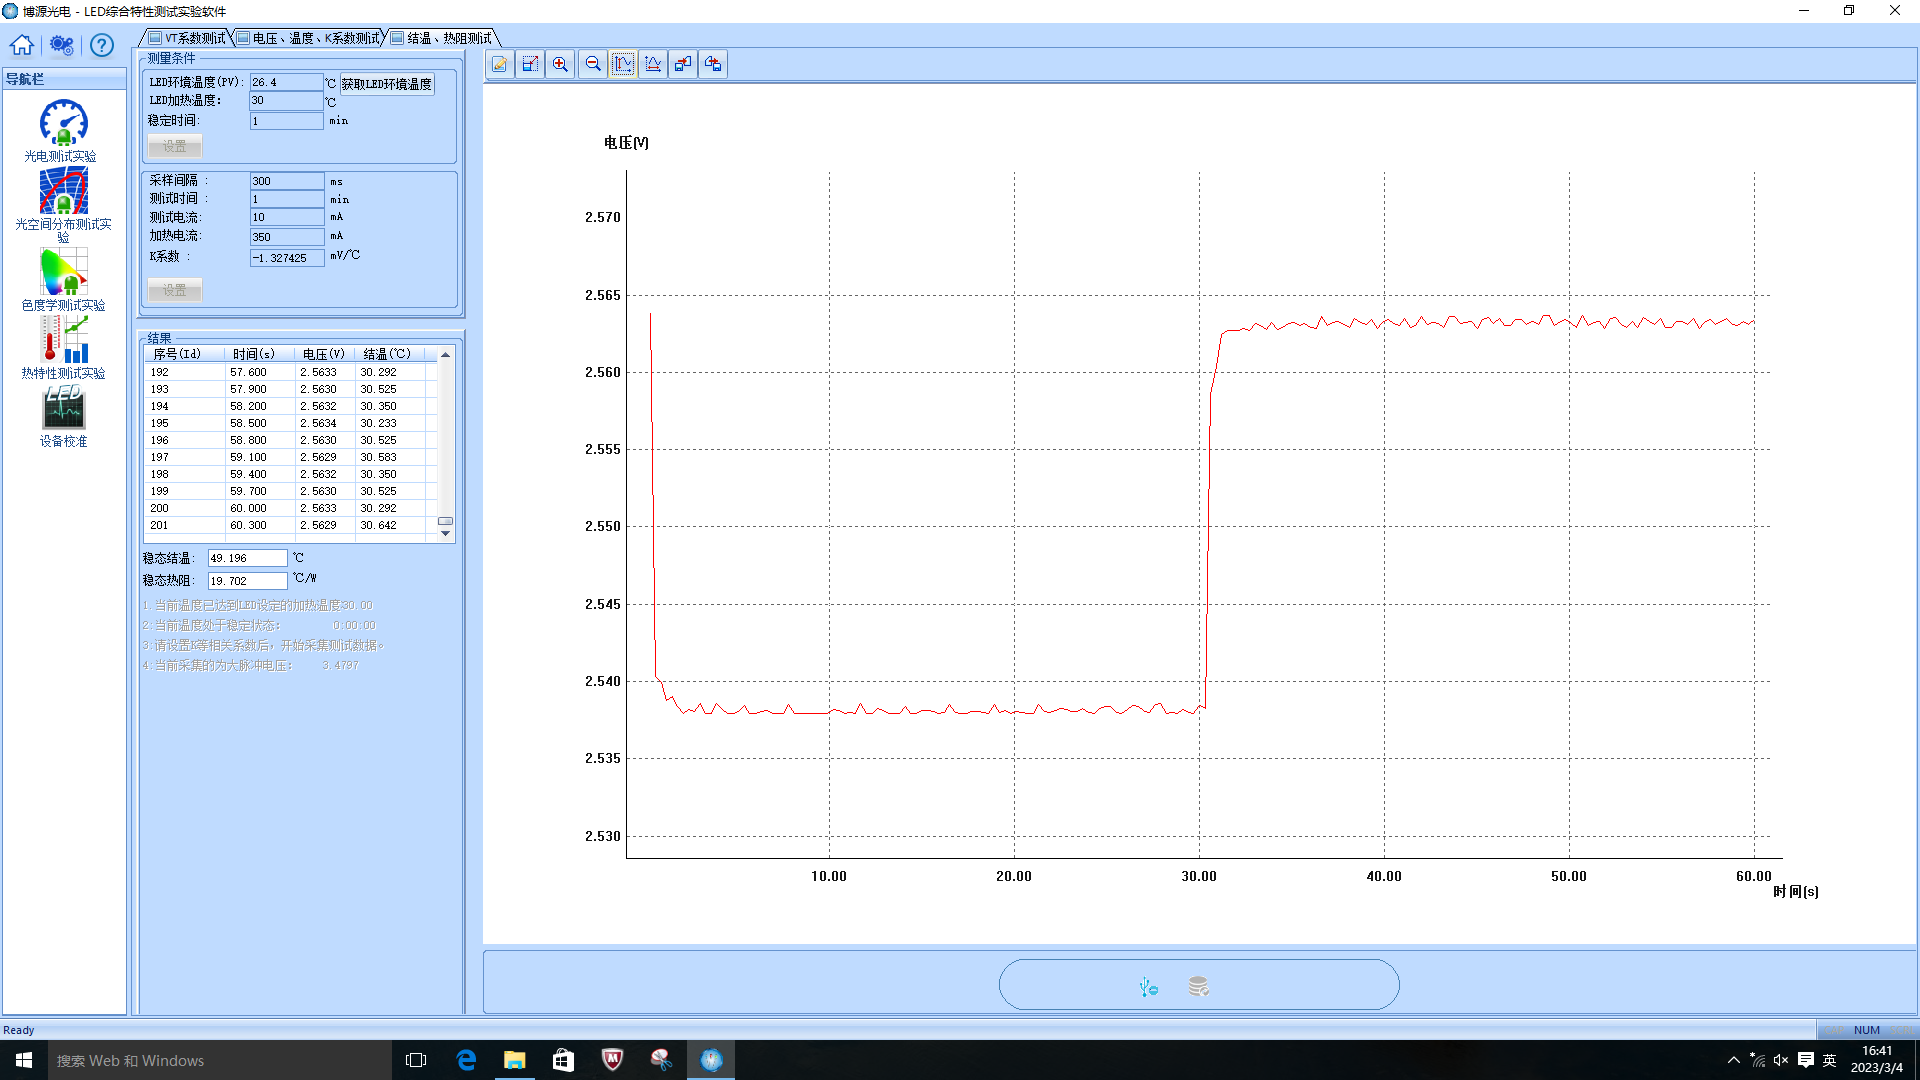 博源光电 - LED综合特性测试实验软件
导航栏
光电测试实验
光空间分布测试实
验
色度学测试实验
热特性测试实验
LED
设备校准
VT系数测试
电压、温度、K系数测试
结温、热阻测试
测量条件
LED环境温度(PV): 26.4 ℃ 获取LED环境温度
LED加热温度: 30 ℃
稳定时间: 1 min
设置
采样间隔 : 300 ms
测试时间 : 1 min
测试电流: 10 mA
加热电流: 350 mA
K系数 : -1.327425 mV/℃
设置
结果
序号(Id) 时间(s) 电压(V) 结温(℃)
192 57.600 2.5633 30.292
193 57.900 2.5630 30.525
194 58.200 2.5632 30.350
195 58.500 2.5634 30.233
196 58.800 2.5630 30.525
197 59.100 2.5629 30.583
198 59.400 2.5632 30.350
199 59.700 2.5630 30.525
200 60.000 2.5633 30.292
201 60.300 2.5629 30.642
稳态结温: 49.196 ℃
稳态热阻: 19.702 ℃/W
1.当前温度已达到LED设定的加热温度30.00
2:当前温度处于稳定状态: 0:00:00
3:请设置K等相关系数后，开始采集测试数据。
4:当前采集的为大脉冲电压: 3.4797
电压(V)
2.570
2.565
2.560
2.555
2.550
2.545
2.540
2.535
2.530
10.00 20.00 30.00 40.00 50.00 60.00
时间(s)
Ready
NUM
搜索 Web 和 Windows
英
16:41
2023/3/4